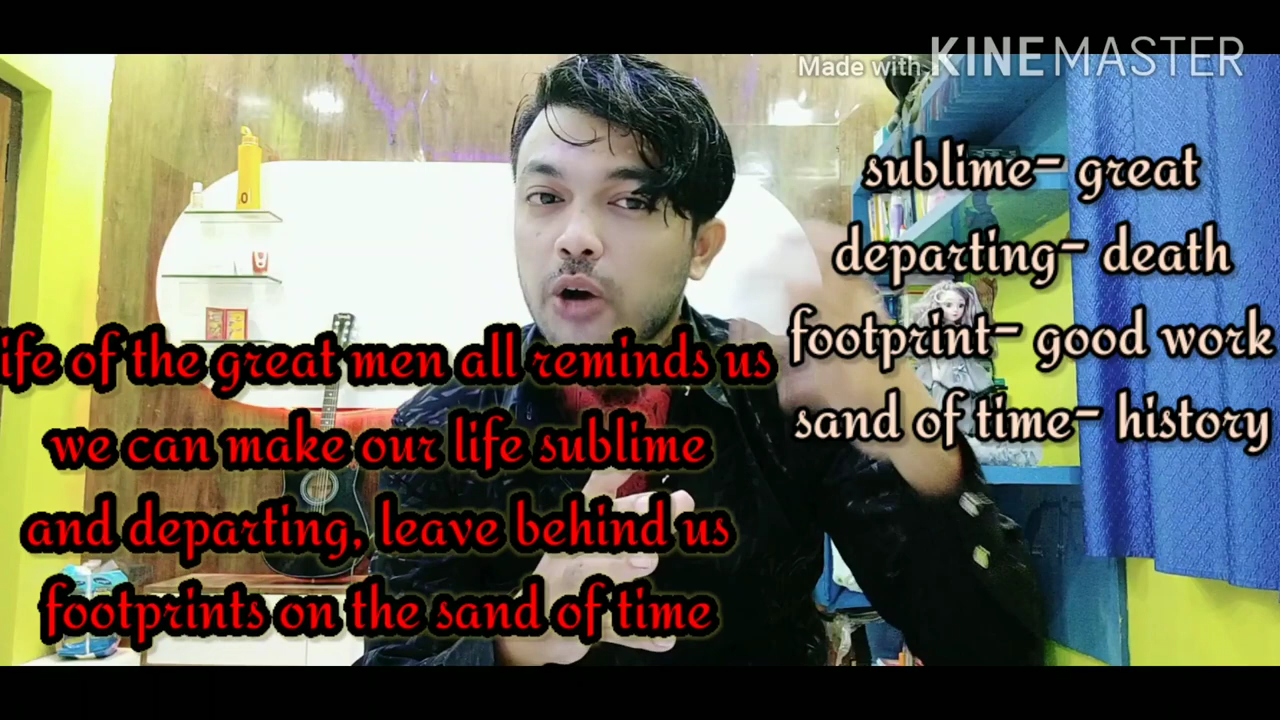 Made with KINEMASTER
ife of the great men all reminds us
we can make our life sublime
and departing, leave behind us
footprints on the sand of time
sublime- great
departing- death
footprint- good work
sand of time- history